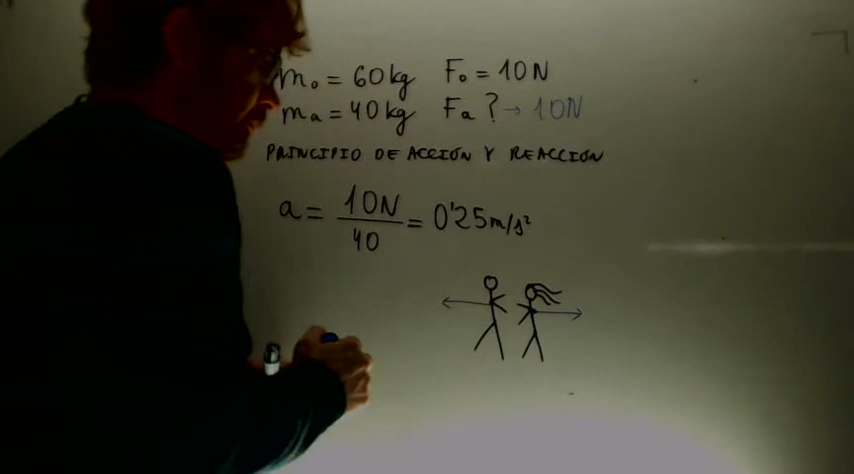 mo = 60kg Fo = 10N
ma = 40kg Fa ? → 10N
PRINCIPIO DE ACCIÓN Y REACCIÓN
a = 10N/40 = 0'25m/s²